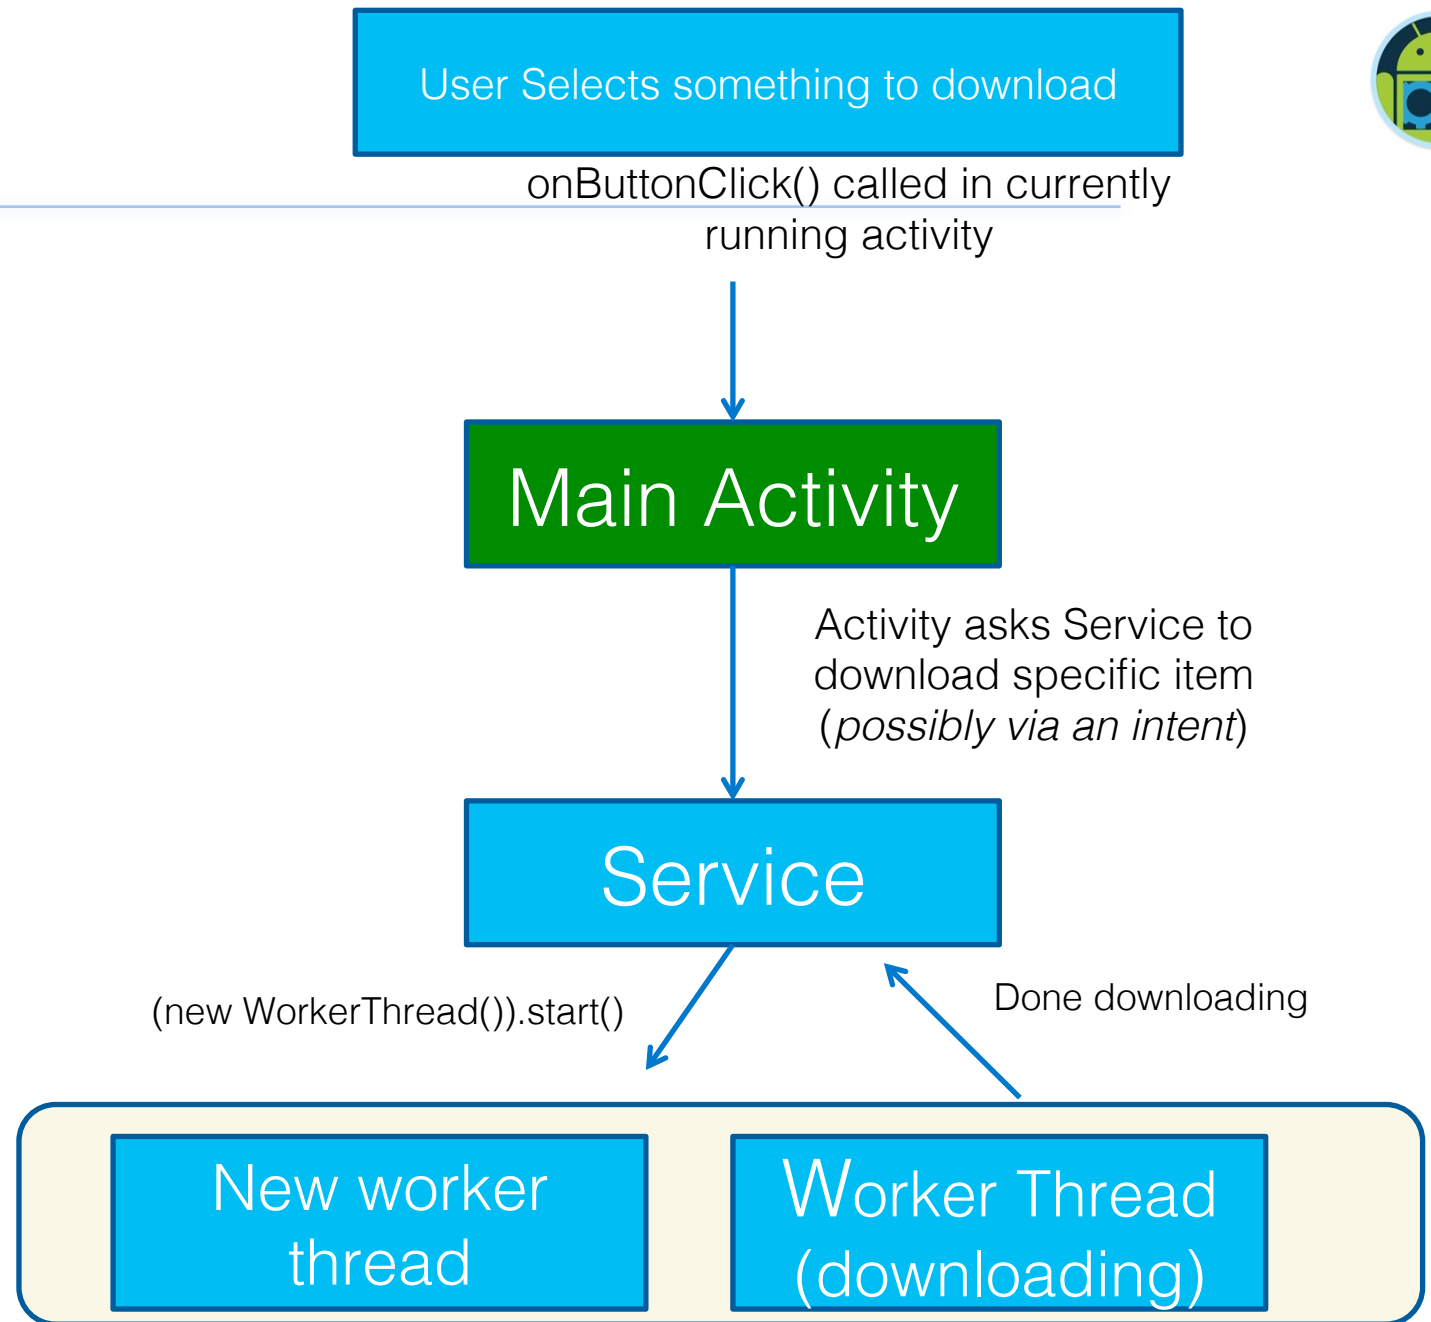 User Selects something to download
onButtonClick() called in currently
running activity
Main Activity
Activity asks Service to
download specific item
(possibly via an intent)
Service
(new WorkerThread()).start()
Done downloading
New worker
thread
Worker Thread
(downloading)